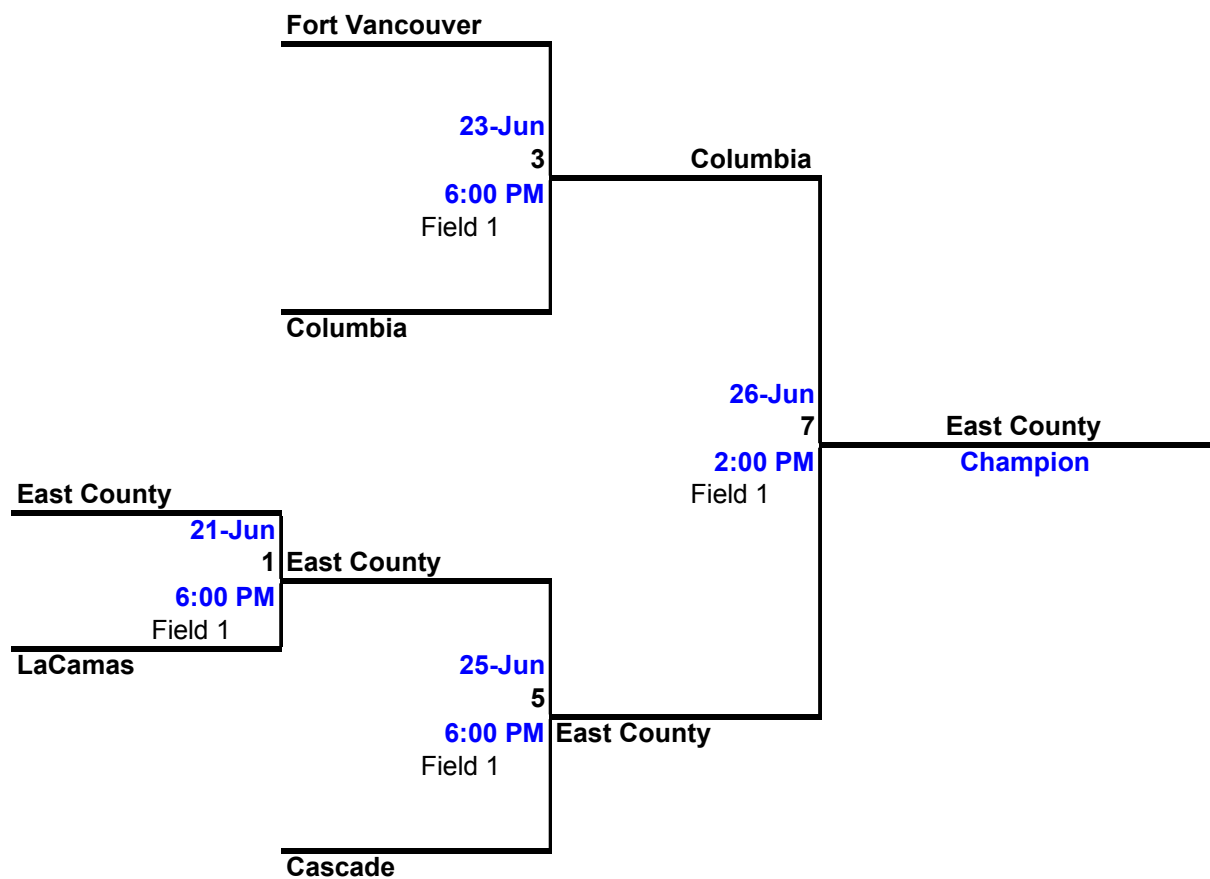 Fort Vancouver
23-Jun
3
Columbia
6:00 PM
Field 1
Columbia
26-Jun
7
East County
2:00 PM
Champion
Field 1
East County
21-Jun
1
East County
6:00 PM
Field 1
LaCamas
25-Jun
5
6:00 PM
East County
Field 1
Cascade